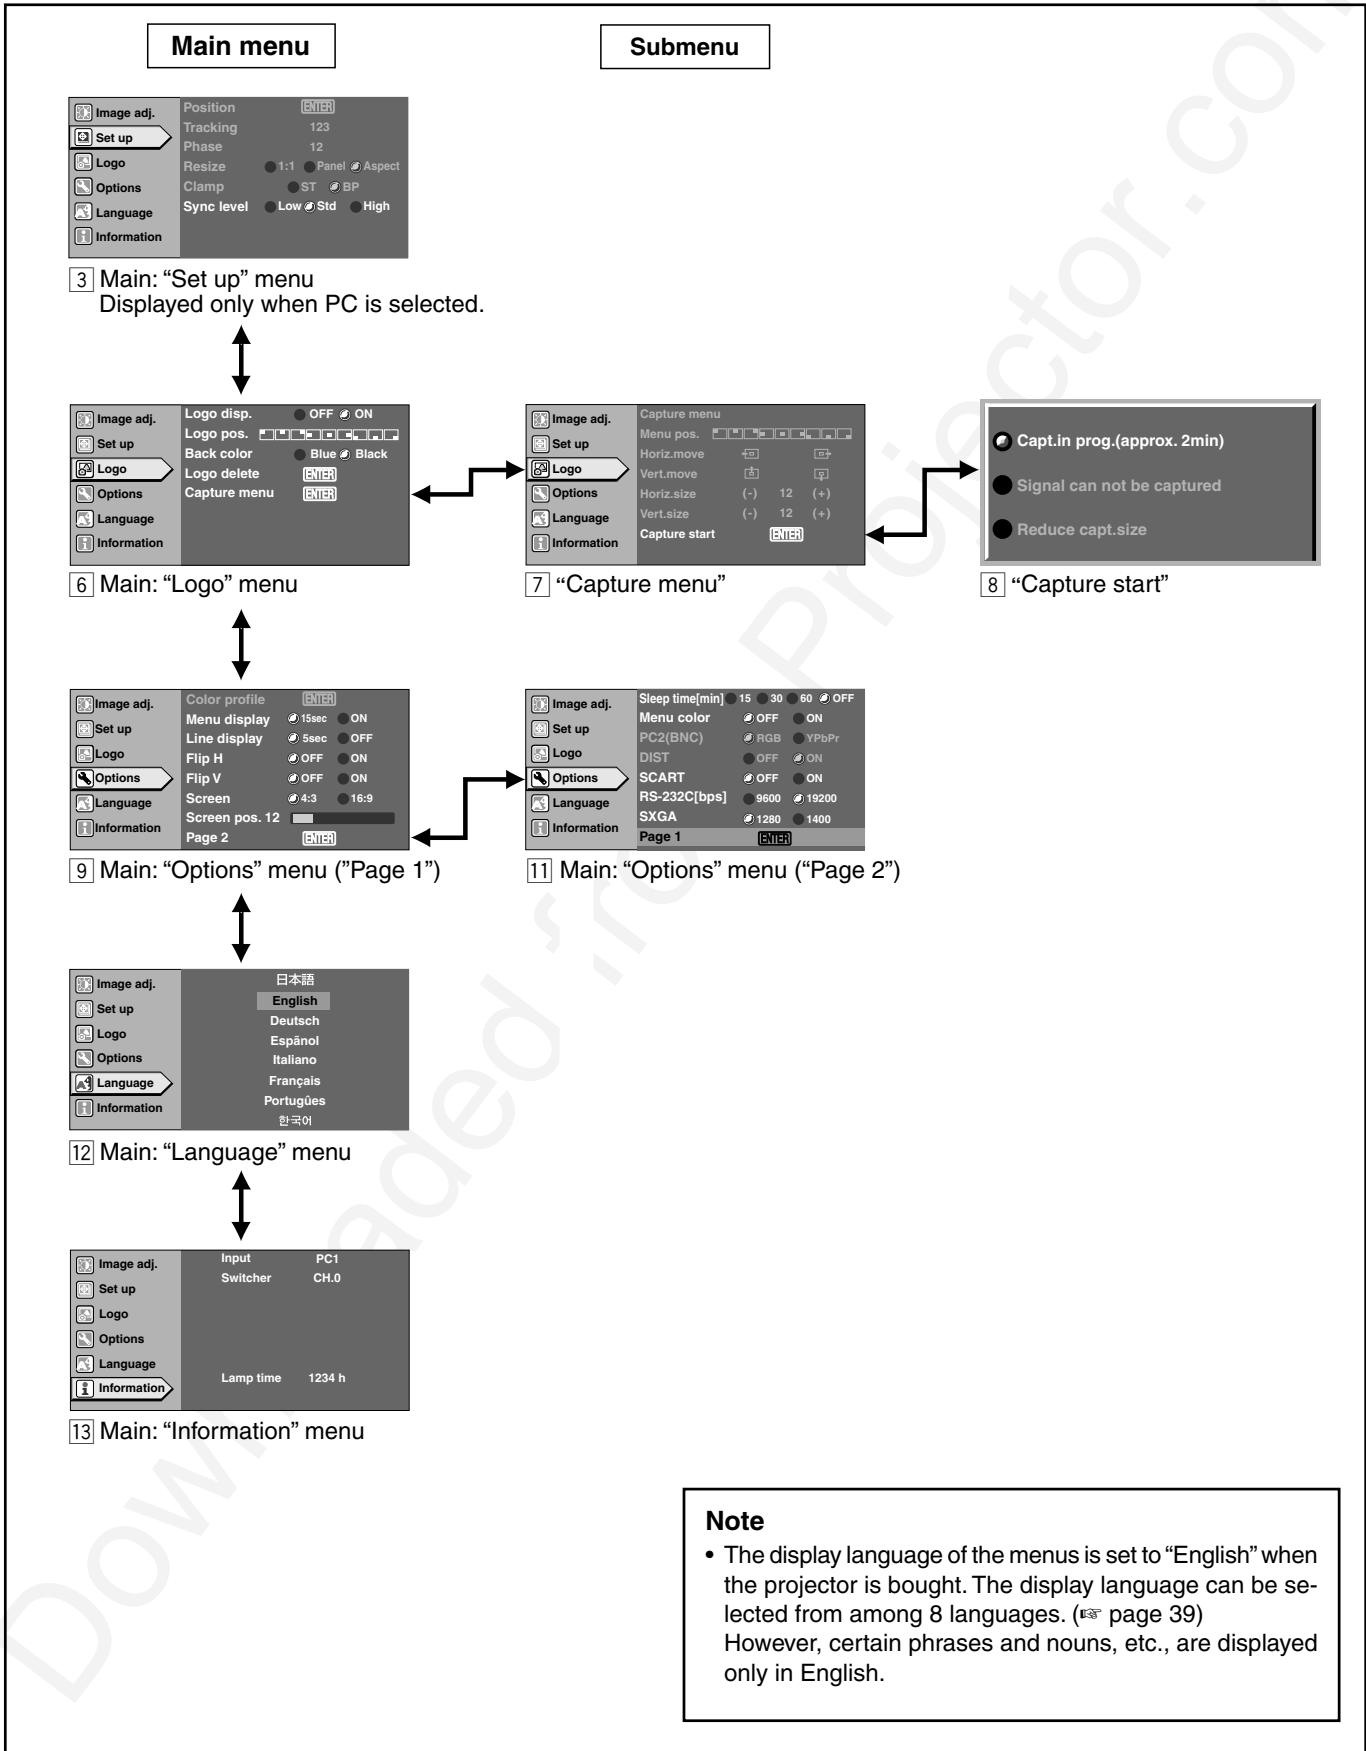 Main menu
Submenu
Image adj.
Set up
Logo
Options
Language
Information
Position ENTER
Tracking 123
Phase 12
Resize 1:1 Panel Aspect
Clamp ST BP
Sync level Low Std High
3 Main: “Set up” menu
Displayed only when PC is selected.
Image adj.
Set up
Logo
Options
Language
Information
Logo disp. OFF ON
Logo pos.
Back color Blue Black
Logo delete ENTER
Capture menu ENTER
6 Main: “Logo” menu
Image adj.
Set up
Logo
Options
Language
Information
Capture menu
Menu pos.
Horiz.move
Vert.move
Horiz.size (-) 12 (+)
Vert.size (-) 12 (+)
Capture start ENTER
7 “Capture menu”
Capt.in prog.(approx. 2min)
Signal can not be captured
Reduce capt.size
8 “Capture start”
Image adj.
Set up
Logo
Options
Language
Information
Color profile ENTER
Menu display 15sec ON
Line display 5sec OFF
Flip H OFF ON
Flip V OFF ON
Screen 4:3 16:9
Screen pos. 12
Page 2 ENTER
9 Main: “Options” menu (”Page 1”)
Image adj.
Set up
Logo
Options
Language
Information
Sleep time[min] 15 30 60 OFF
Menu color OFF ON
PC2(BNC) RGB YPbPr
DIST OFF ON
SCART OFF ON
RS-232C[bps] 9600 19200
SXGA 1280 1400
Page 1 ENTER
11 Main: “Options” menu (“Page 2”)
Image adj.
Set up
Logo
Options
Language
Information
日本語
English
Deutsch
Espãnol
Italiano
Français
Portugûes
한국어
12 Main: “Language” menu
Image adj.
Set up
Logo
Options
Language
Information
Input PC1
Switcher CH.0
Lamp time 1234 h
13 Main: “Information” menu
Note
• The display language of the menus is set to “English” when
the projector is bought. The display language can be se-
lected from among 8 languages. (☞ page 39)
However, certain phrases and nouns, etc., are displayed
only in English.